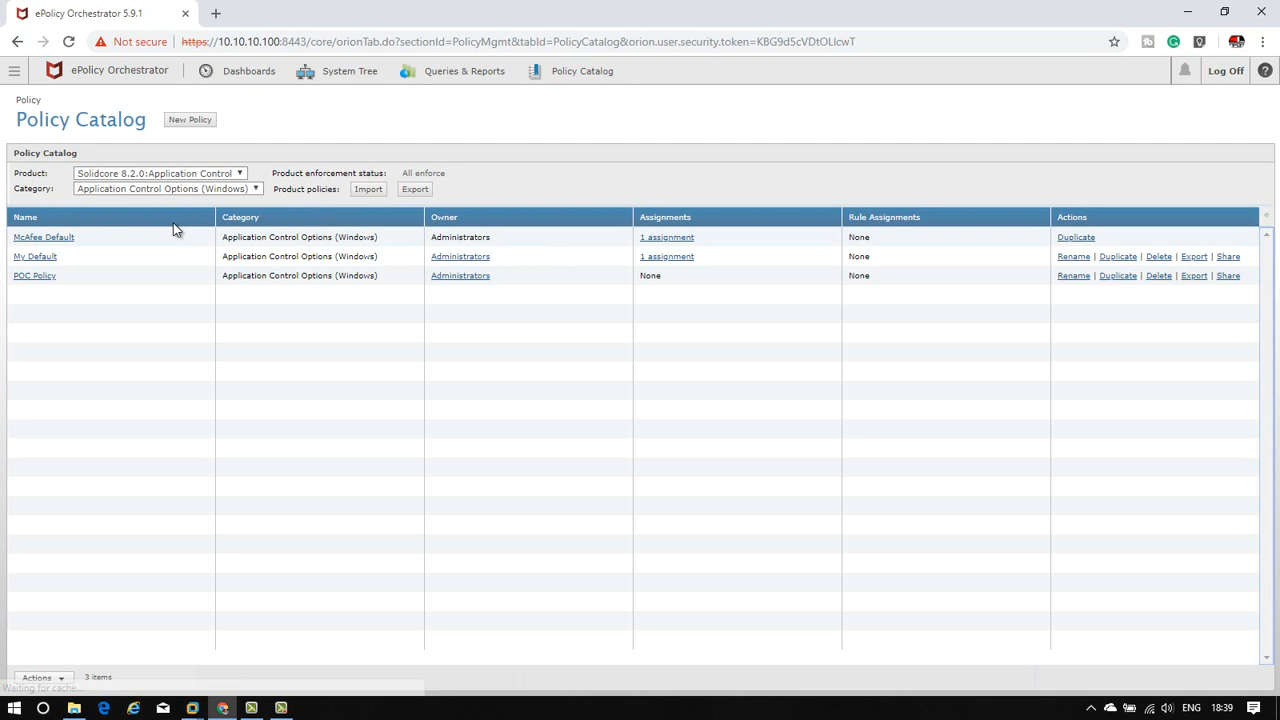 ePolicy Orchestrator 5.9.1
Not secure https://10.10.10.100:8443/core/orionTab.do?sectionId=PolicyMgmt&tabId=PolicyCatalog&orion.user.security.token=KBG9d5cVDtOLlcwT
ePolicy Orchestrator Dashboards System Tree Queries & Reports Policy Catalog Log Off ?
Policy
Policy Catalog New Policy
Policy Catalog
Product: Solidcore 8.2.0:Application Control Product enforcement status: All enforce
Category: Application Control Options (Windows) Product policies: Import Export
Name Category Owner Assignments Rule Assignments Actions
McAfee Default Application Control Options (Windows) Administrators 1 assignment None Duplicate
My Default Application Control Options (Windows) Administrators 1 assignment None Rename | Duplicate | Delete | Export | Share
POC Policy Application Control Options (Windows) Administrators None None Rename | Duplicate | Delete | Export | Share
Actions 3 items
Waiting for cache...
ENG 18:39